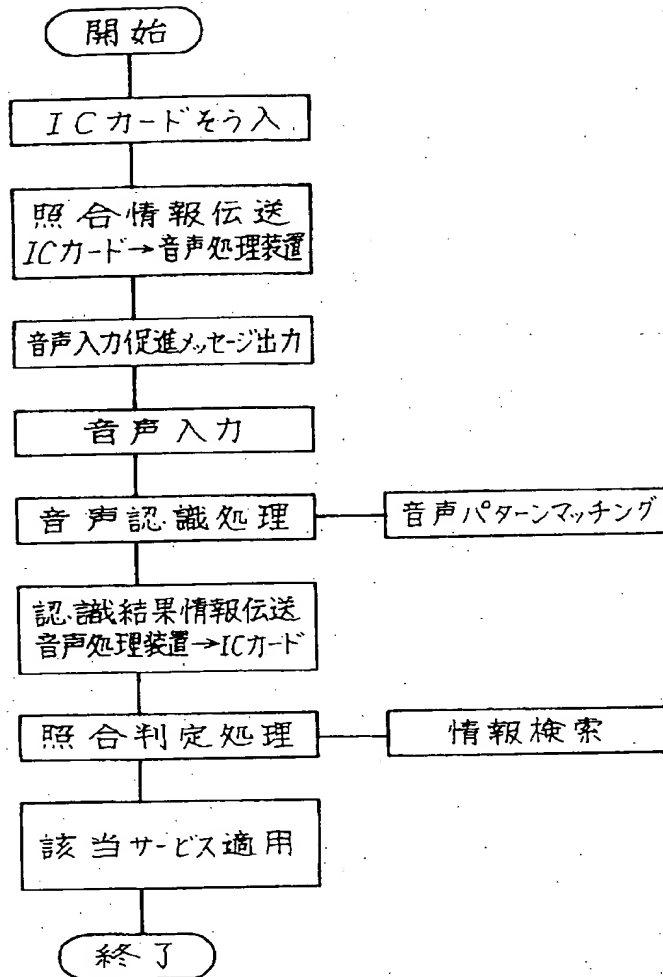 開始
ICカードそう入
照合情報伝送
ICカード→音声処理装置
音声入力促進メッセージ出力
音声入力
音声認識処理
音声パターンマッチング
認識結果情報伝送
音声処理装置→ICカード
照合判定処理
情報検索
該当サービス適用
終了